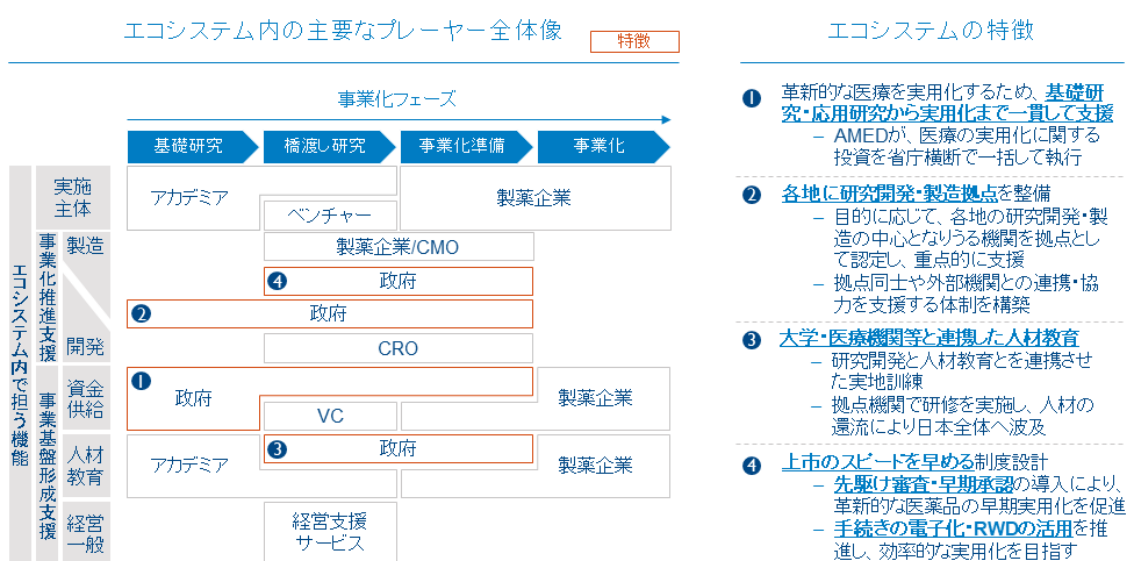 エコシステム内の主要なプレーヤー全体像
特徴
事業化フェーズ
基礎研究
橋渡し研究
事業化準備
事業化
エコシステム内で担う機能
実施
主体
アカデミア
ベンチャー
製薬企業
事業化推進支援
製造
開発
製薬企業/CMO
❹ 政府
❷ 政府
CRO
事業基盤形成支援
資金
供給
❶ 政府
VC
製薬企業
人材
教育
アカデミア
❸ 政府
製薬企業
経営
一般
経営支援
サービス
エコシステムの特徴
❶ 革新的な医療を実用化するため、基礎研
究・応用研究から実用化まで一貫して支援
– AMEDが、医療の実用化に関する
投資を省庁横断で一括して執行
❷ 各地に研究開発・製造拠点を整備
– 目的に応じて、各地の研究開発・製
造の中心となりうる機関を拠点とし
て認定し、重点的に支援
– 拠点同士や外部機関との連携・協
力を支援する体制を構築
❸ 大学・医療機関等と連携した人材教育
– 研究開発と人材教育とを連携させ
た実地訓練
– 拠点機関で研修を実施し、人材の
還流により日本全体へ波及
❹ 上市のスピードを早める制度設計
– 先駆け審査・早期承認の導入により、
革新的な医薬品の早期実用化を促進
– 手続きの電子化・RWDの活用を推
進し、効率的な実用化を目指す